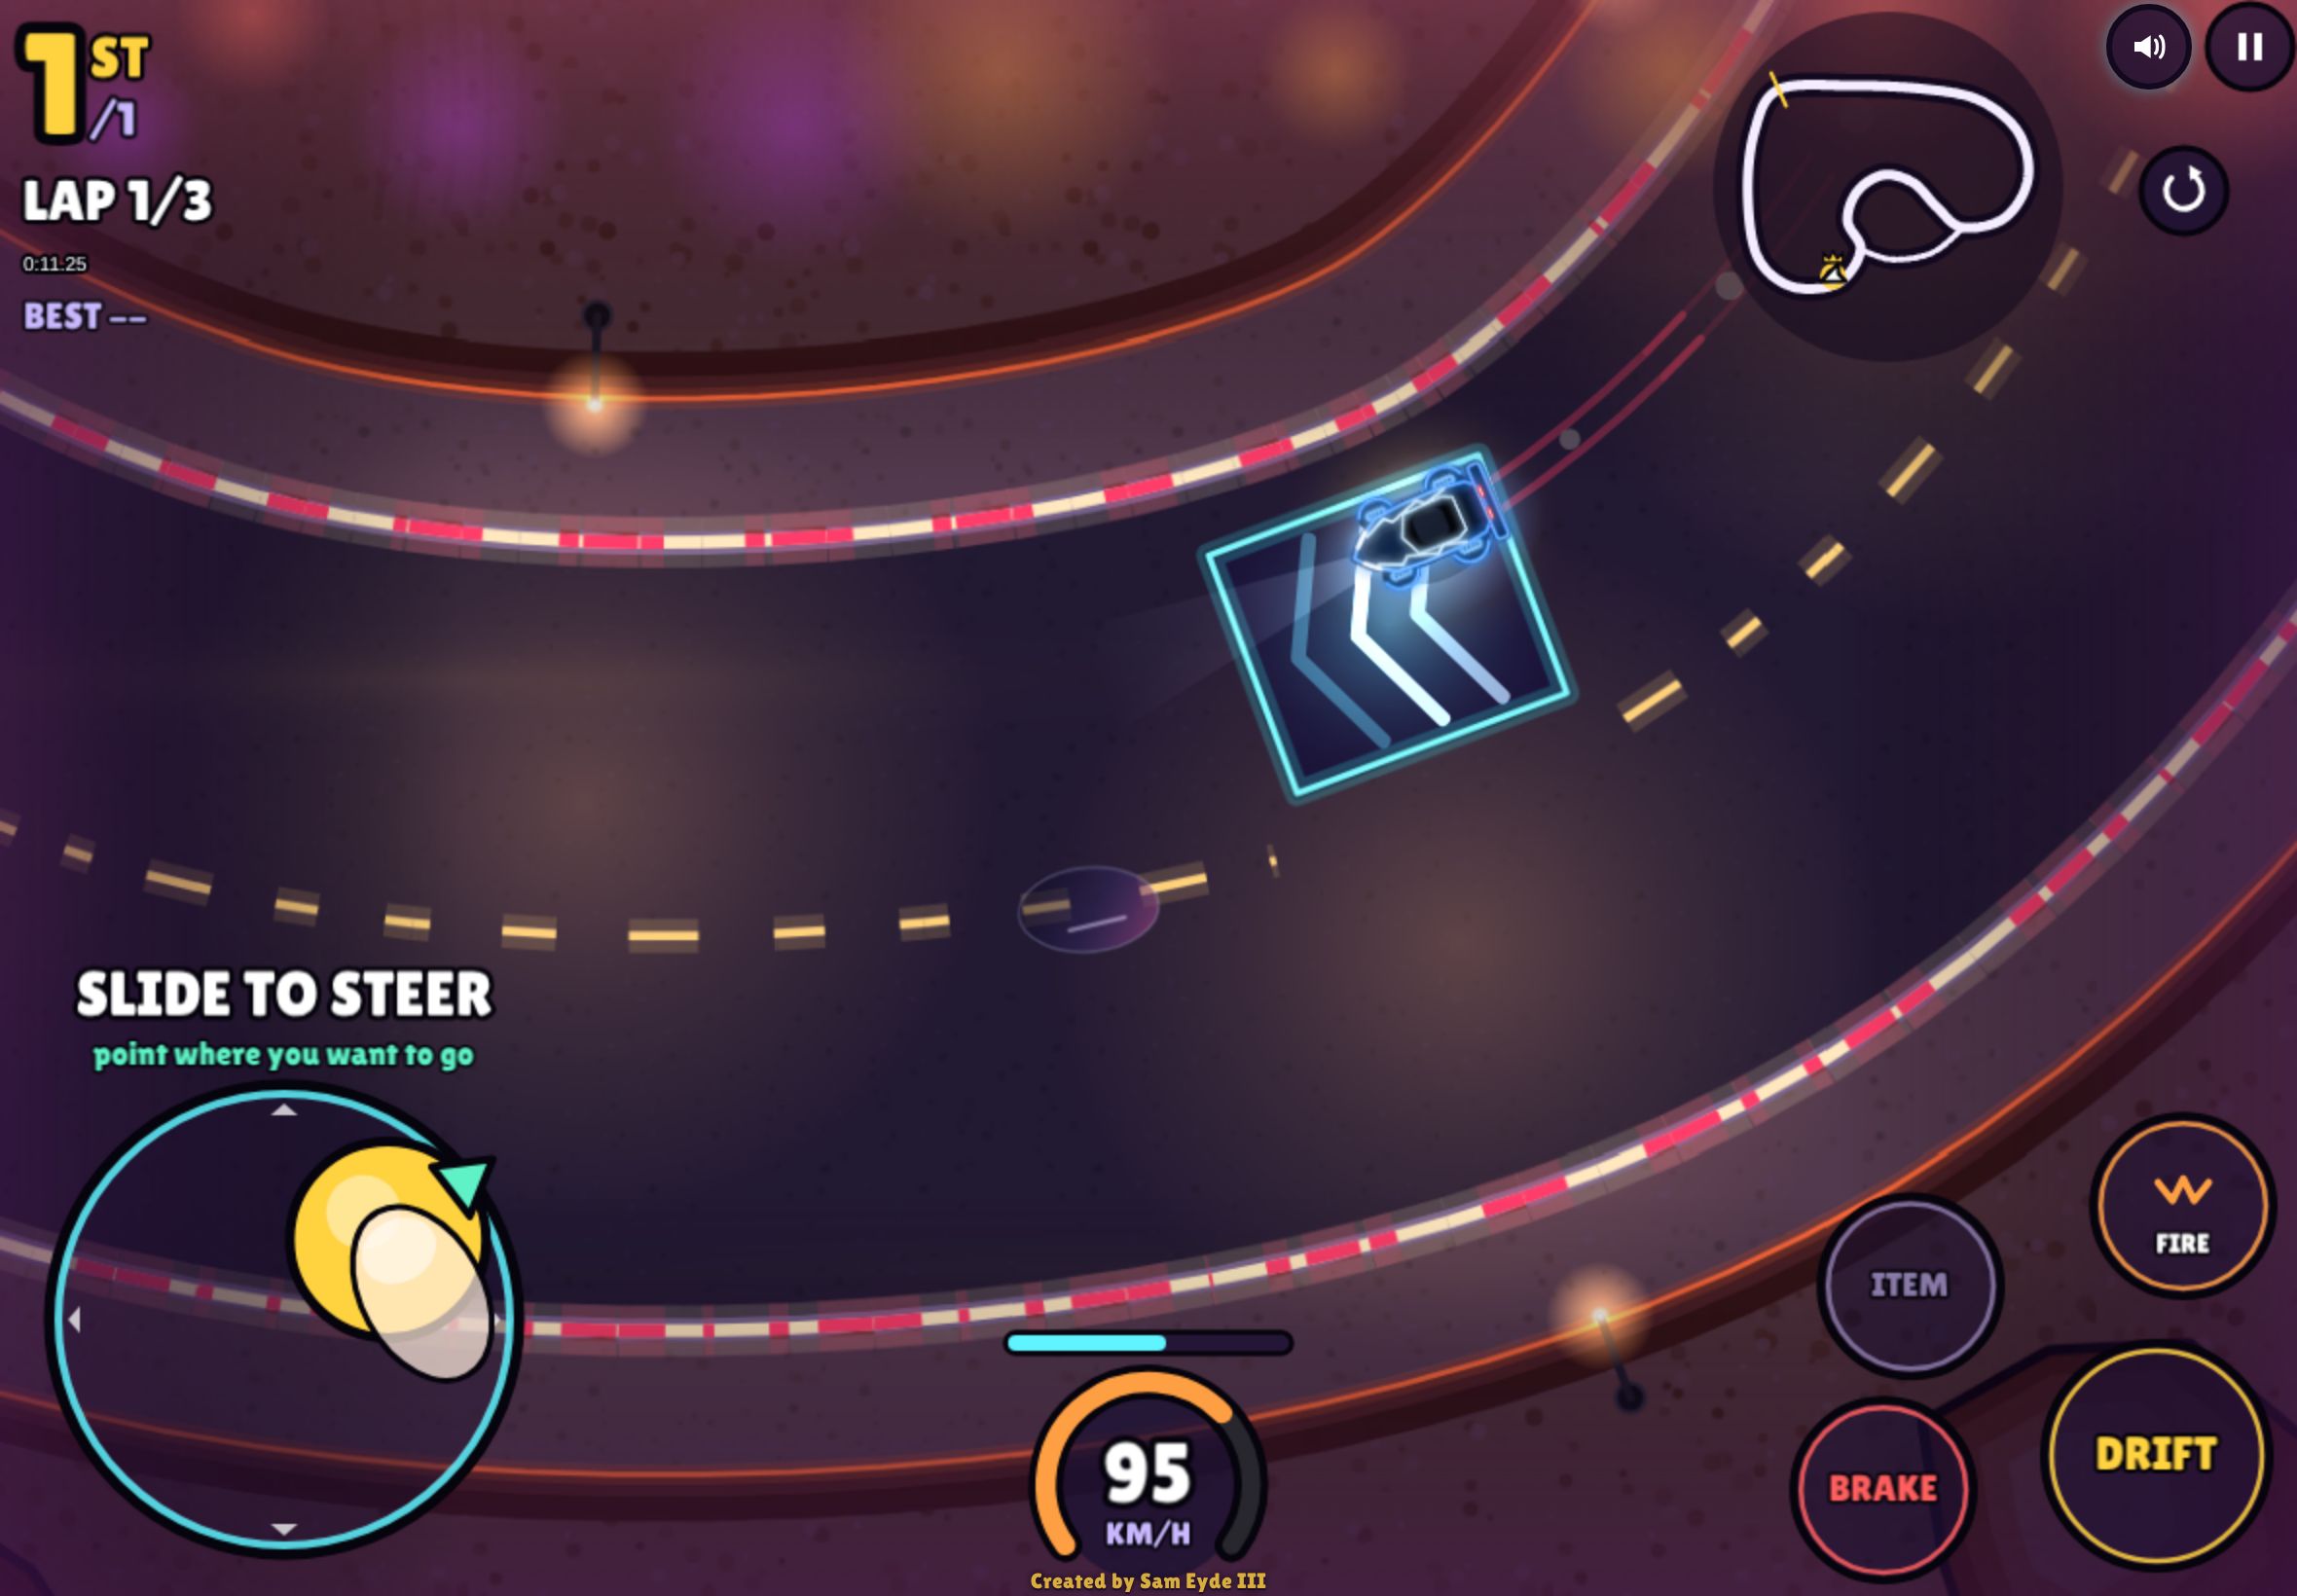 1ST
/1
LAP 1/3
0:11.25
BEST --
SLIDE TO STEER
point where you want to go
FIRE
ITEM
DRIFT
BRAKE
95
KM/H
Created by Sam Eyde III